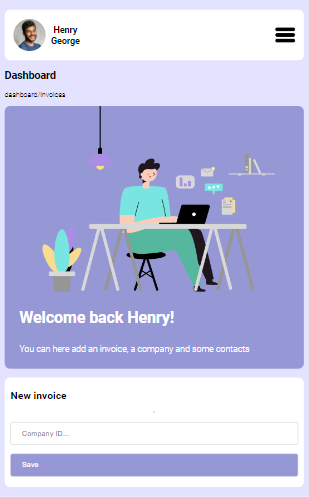 Henry
George
Dashboard
dashboard/invoices
Welcome back Henry!
You can here add an invoice, a company and some contacts
New invoice
Company ID...
Save